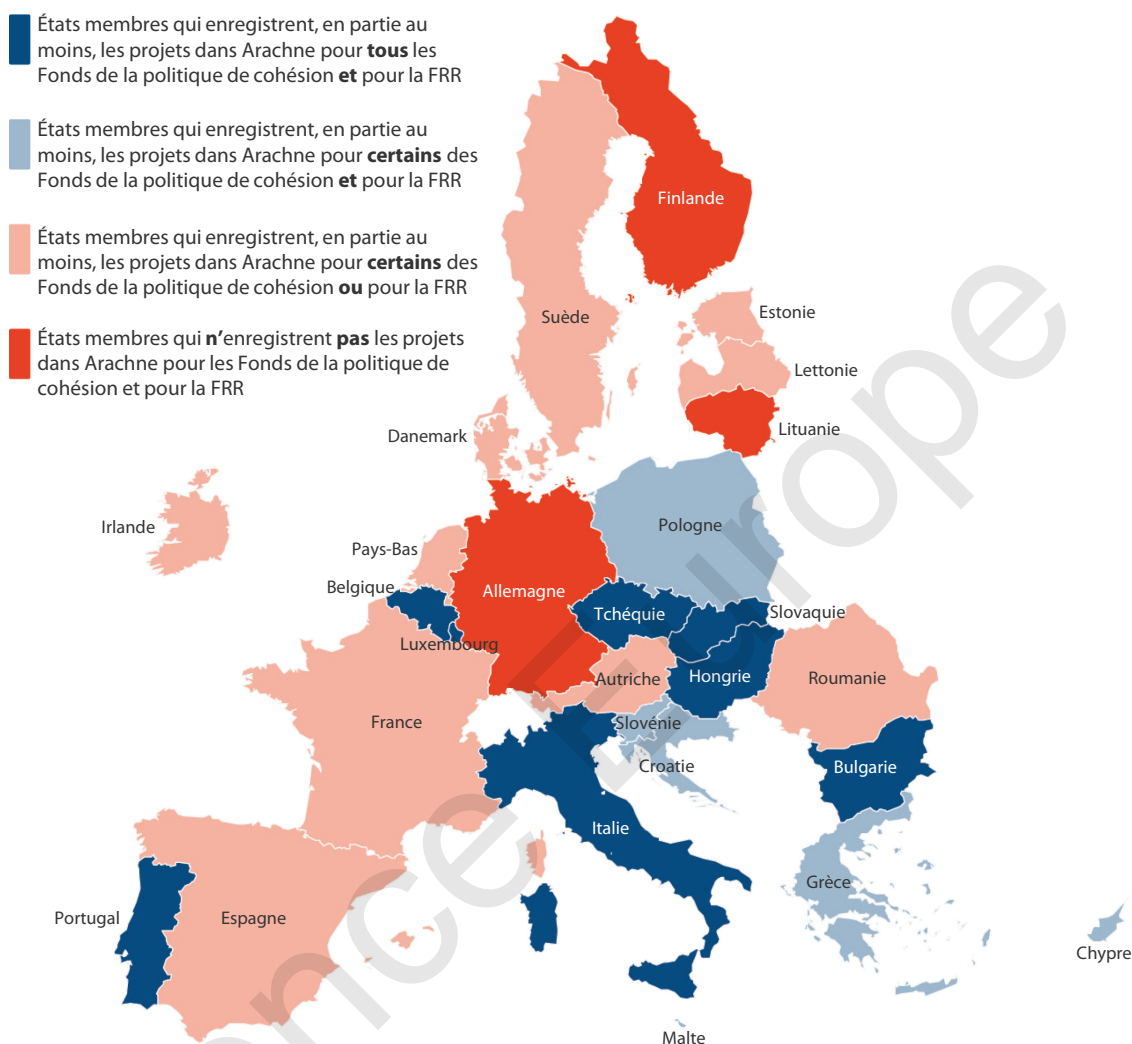 États membres qui enregistrent, en partie au
moins, les projets dans Arachne pour tous les
Fonds de la politique de cohésion et pour la FRR
États membres qui enregistrent, en partie au
moins, les projets dans Arachne pour certains des
Fonds de la politique de cohésion et pour la FRR
États membres qui enregistrent, en partie au
moins, les projets dans Arachne pour certains des
Fonds de la politique de cohésion ou pour la FRR
États membres qui n'enregistrent pas les projets
dans Arachne pour les Fonds de la politique de
cohésion et pour la FRR
Finlande
Suède
Estonie
Lettonie
Lituanie
Danemark
Irlande
Pologne
Pays-Bas
Belgique
Allemagne
Tchéquie
Slovaquie
Luxembourg
Autriche
Hongrie
Roumanie
France
Slovénie
Croatie
Bulgarie
Italie
Grèce
Portugal
Espagne
Chypre
Malte
ence Europe